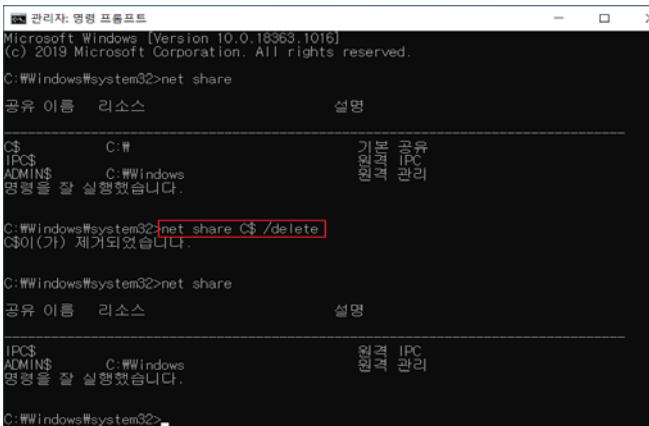 관리자: 명령 프롬프트
Microsoft Windows [Version 10.0.18363.1016]
(c) 2019 Microsoft Corporation. All rights reserved.
C:₩Windows₩system32>net share
공유 이름 리소스 설명
C$ C:₩ 기본 공유
IPC$ 원격 IPC
ADMIN$ C:₩Windows 원격 관리
명령을 잘 실행했습니다.
C:₩Windows₩system32>net share C$ /delete
C$이(가) 제거되었습니다.
C:₩Windows₩system32>net share
공유 이름 리소스 설명
IPC$ 원격 IPC
ADMIN$ C:₩Windows 원격 관리
명령을 잘 실행했습니다.
C:₩Windows₩system32>